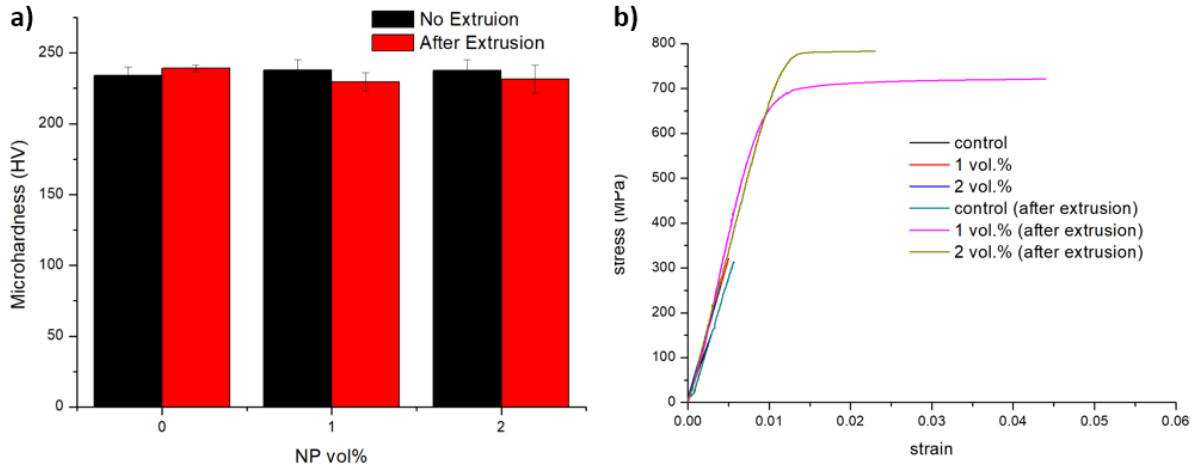 a)
No Extruion
After Extrusion
Microhardness (HV)
250
200
150
100
50
0
0
1
2
NP vol%
b)
stress (MPa)
800
700
600
500
400
300
200
100
0
control
1 vol.%
2 vol.%
control (after extrusion)
1 vol.% (after extrusion)
2 vol.% (after extrusion)
0.00
0.01
0.02
0.03
0.04
0.05
0.06
strain